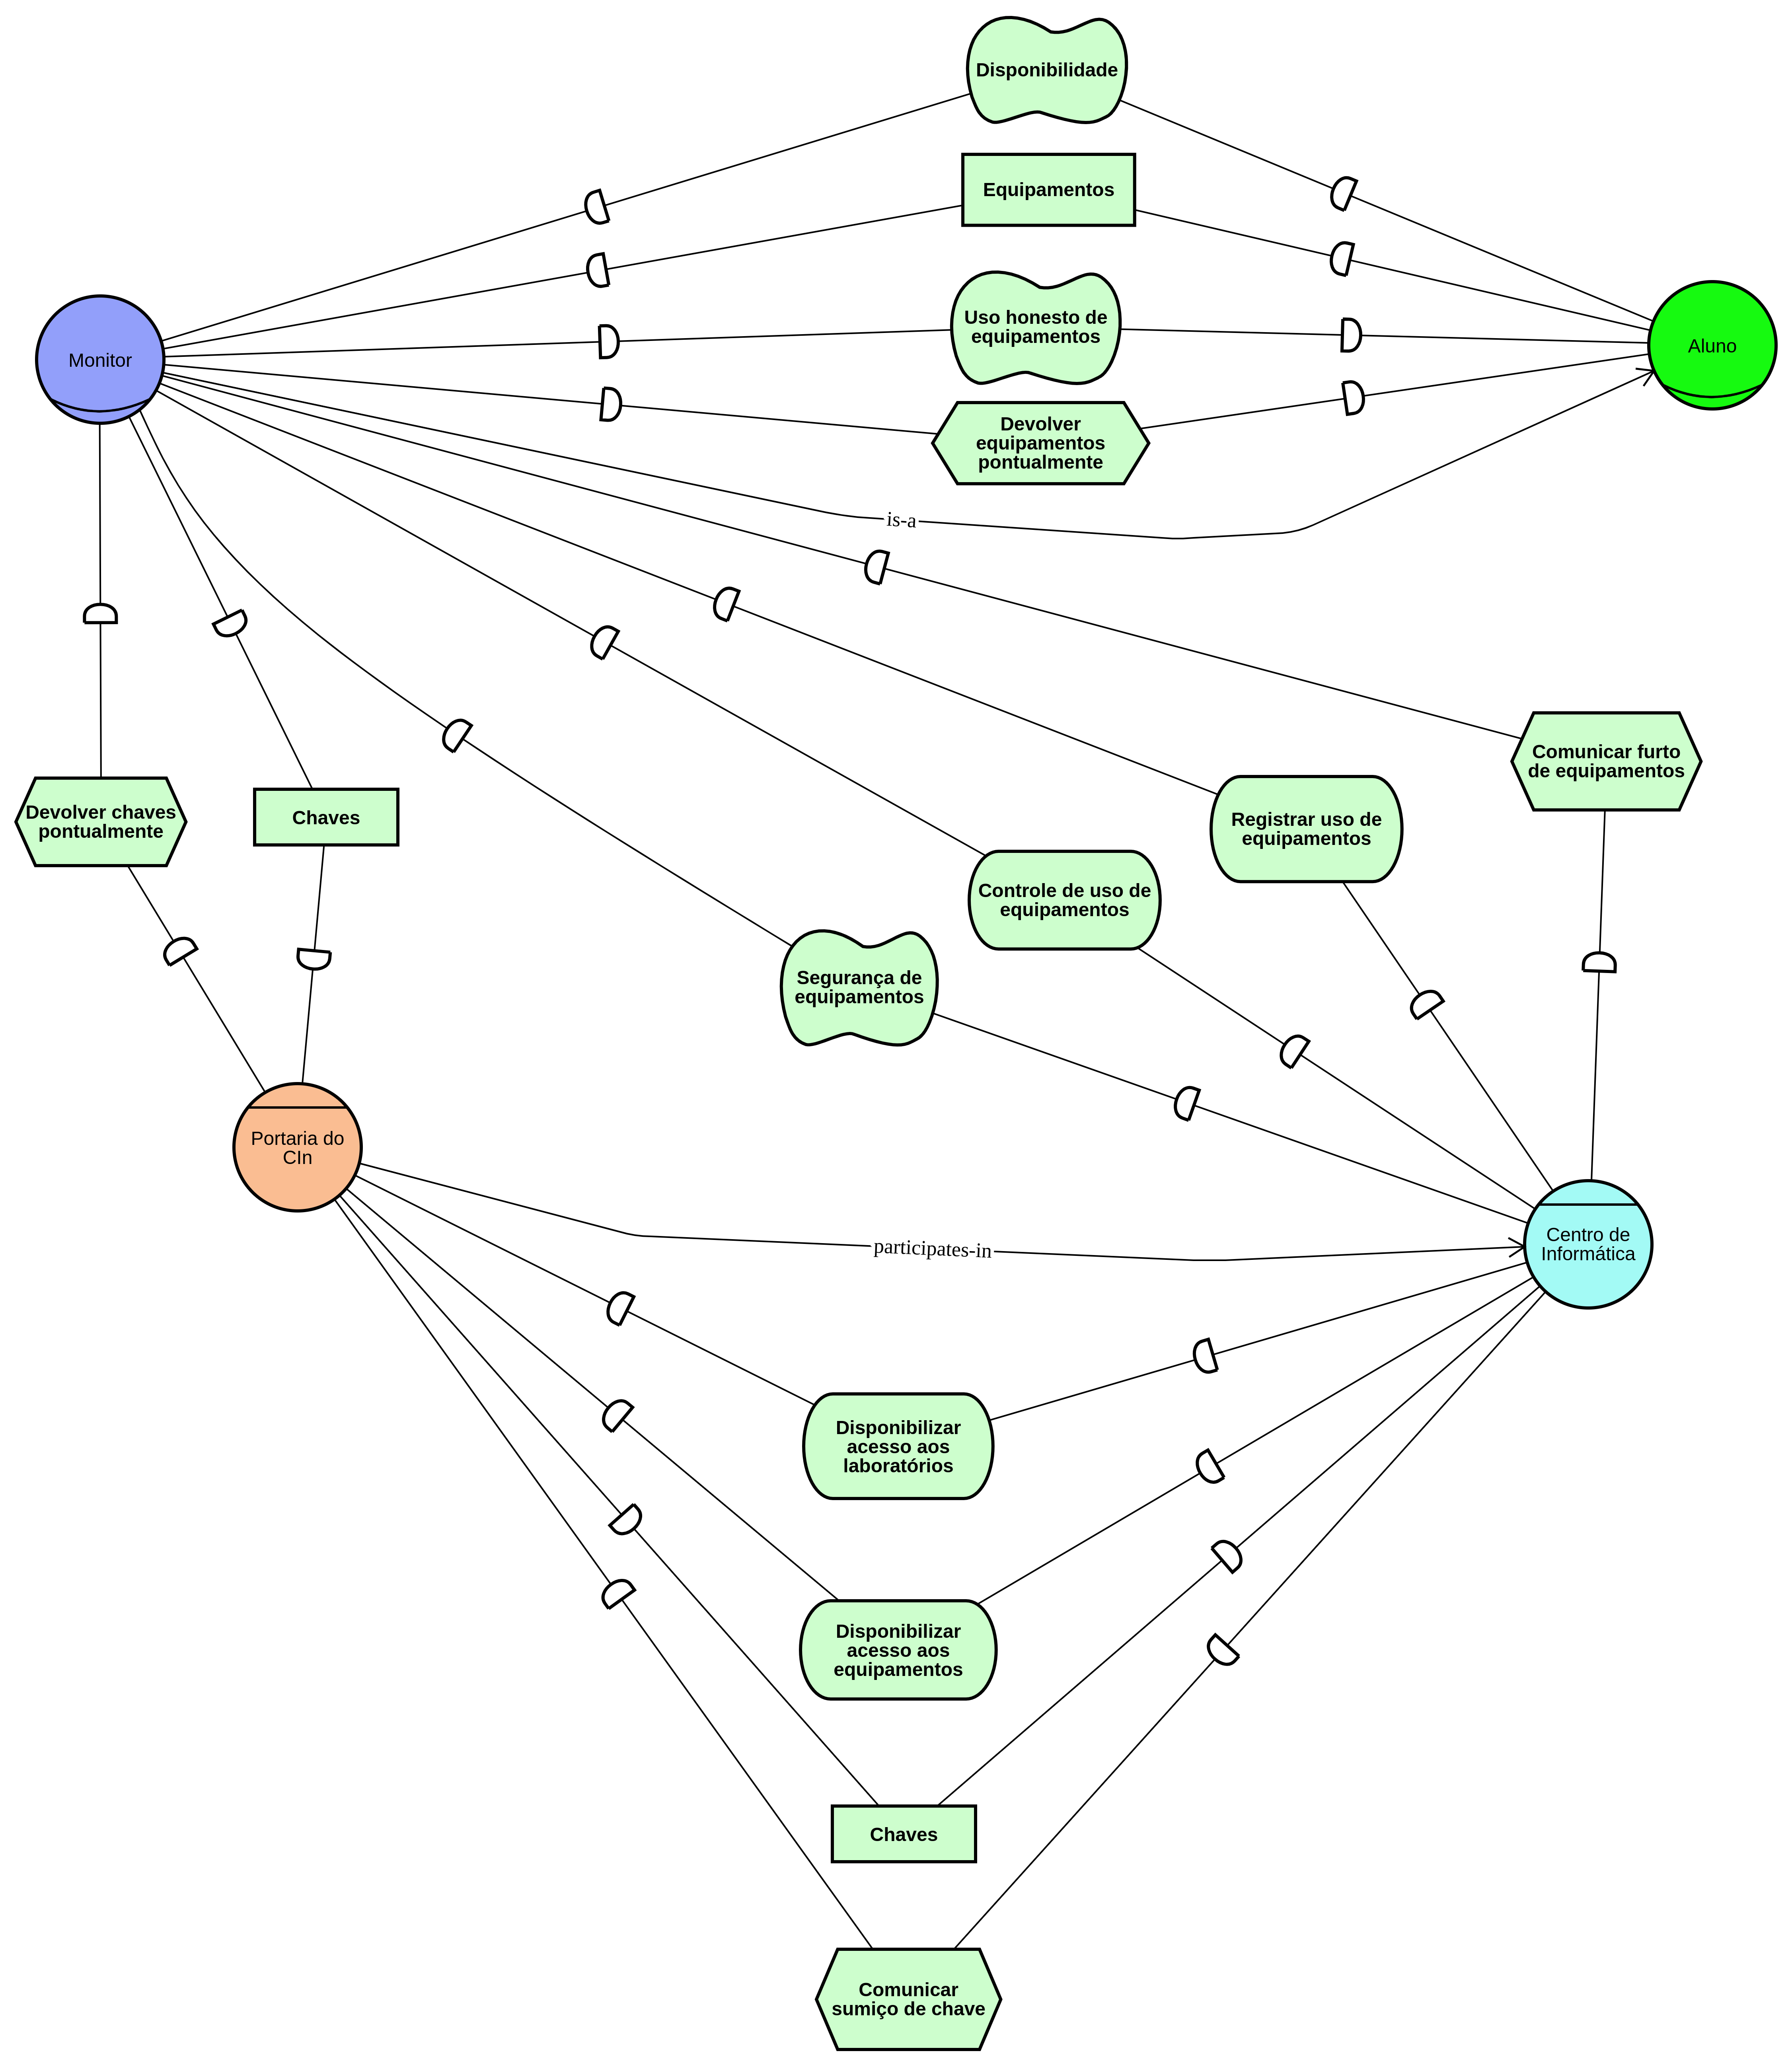 Disponibilidade
Equipamentos
Uso honesto de
equipamentos
Monitor
Aluno
Devolver
equipamentos
pontualmente
is-a
Comunicar furto
de equipamentos
Devolver chaves
pontualmente
Chaves
Registrar uso de
equipamentos
Controle de uso de
equipamentos
Segurança de
equipamentos
Portaria do
CIn
participates-in
Centro de
Informática
Disponibilizar
acesso aos
laboratórios
Disponibilizar
acesso aos
equipamentos
Chaves
Comunicar
sumiço de chave